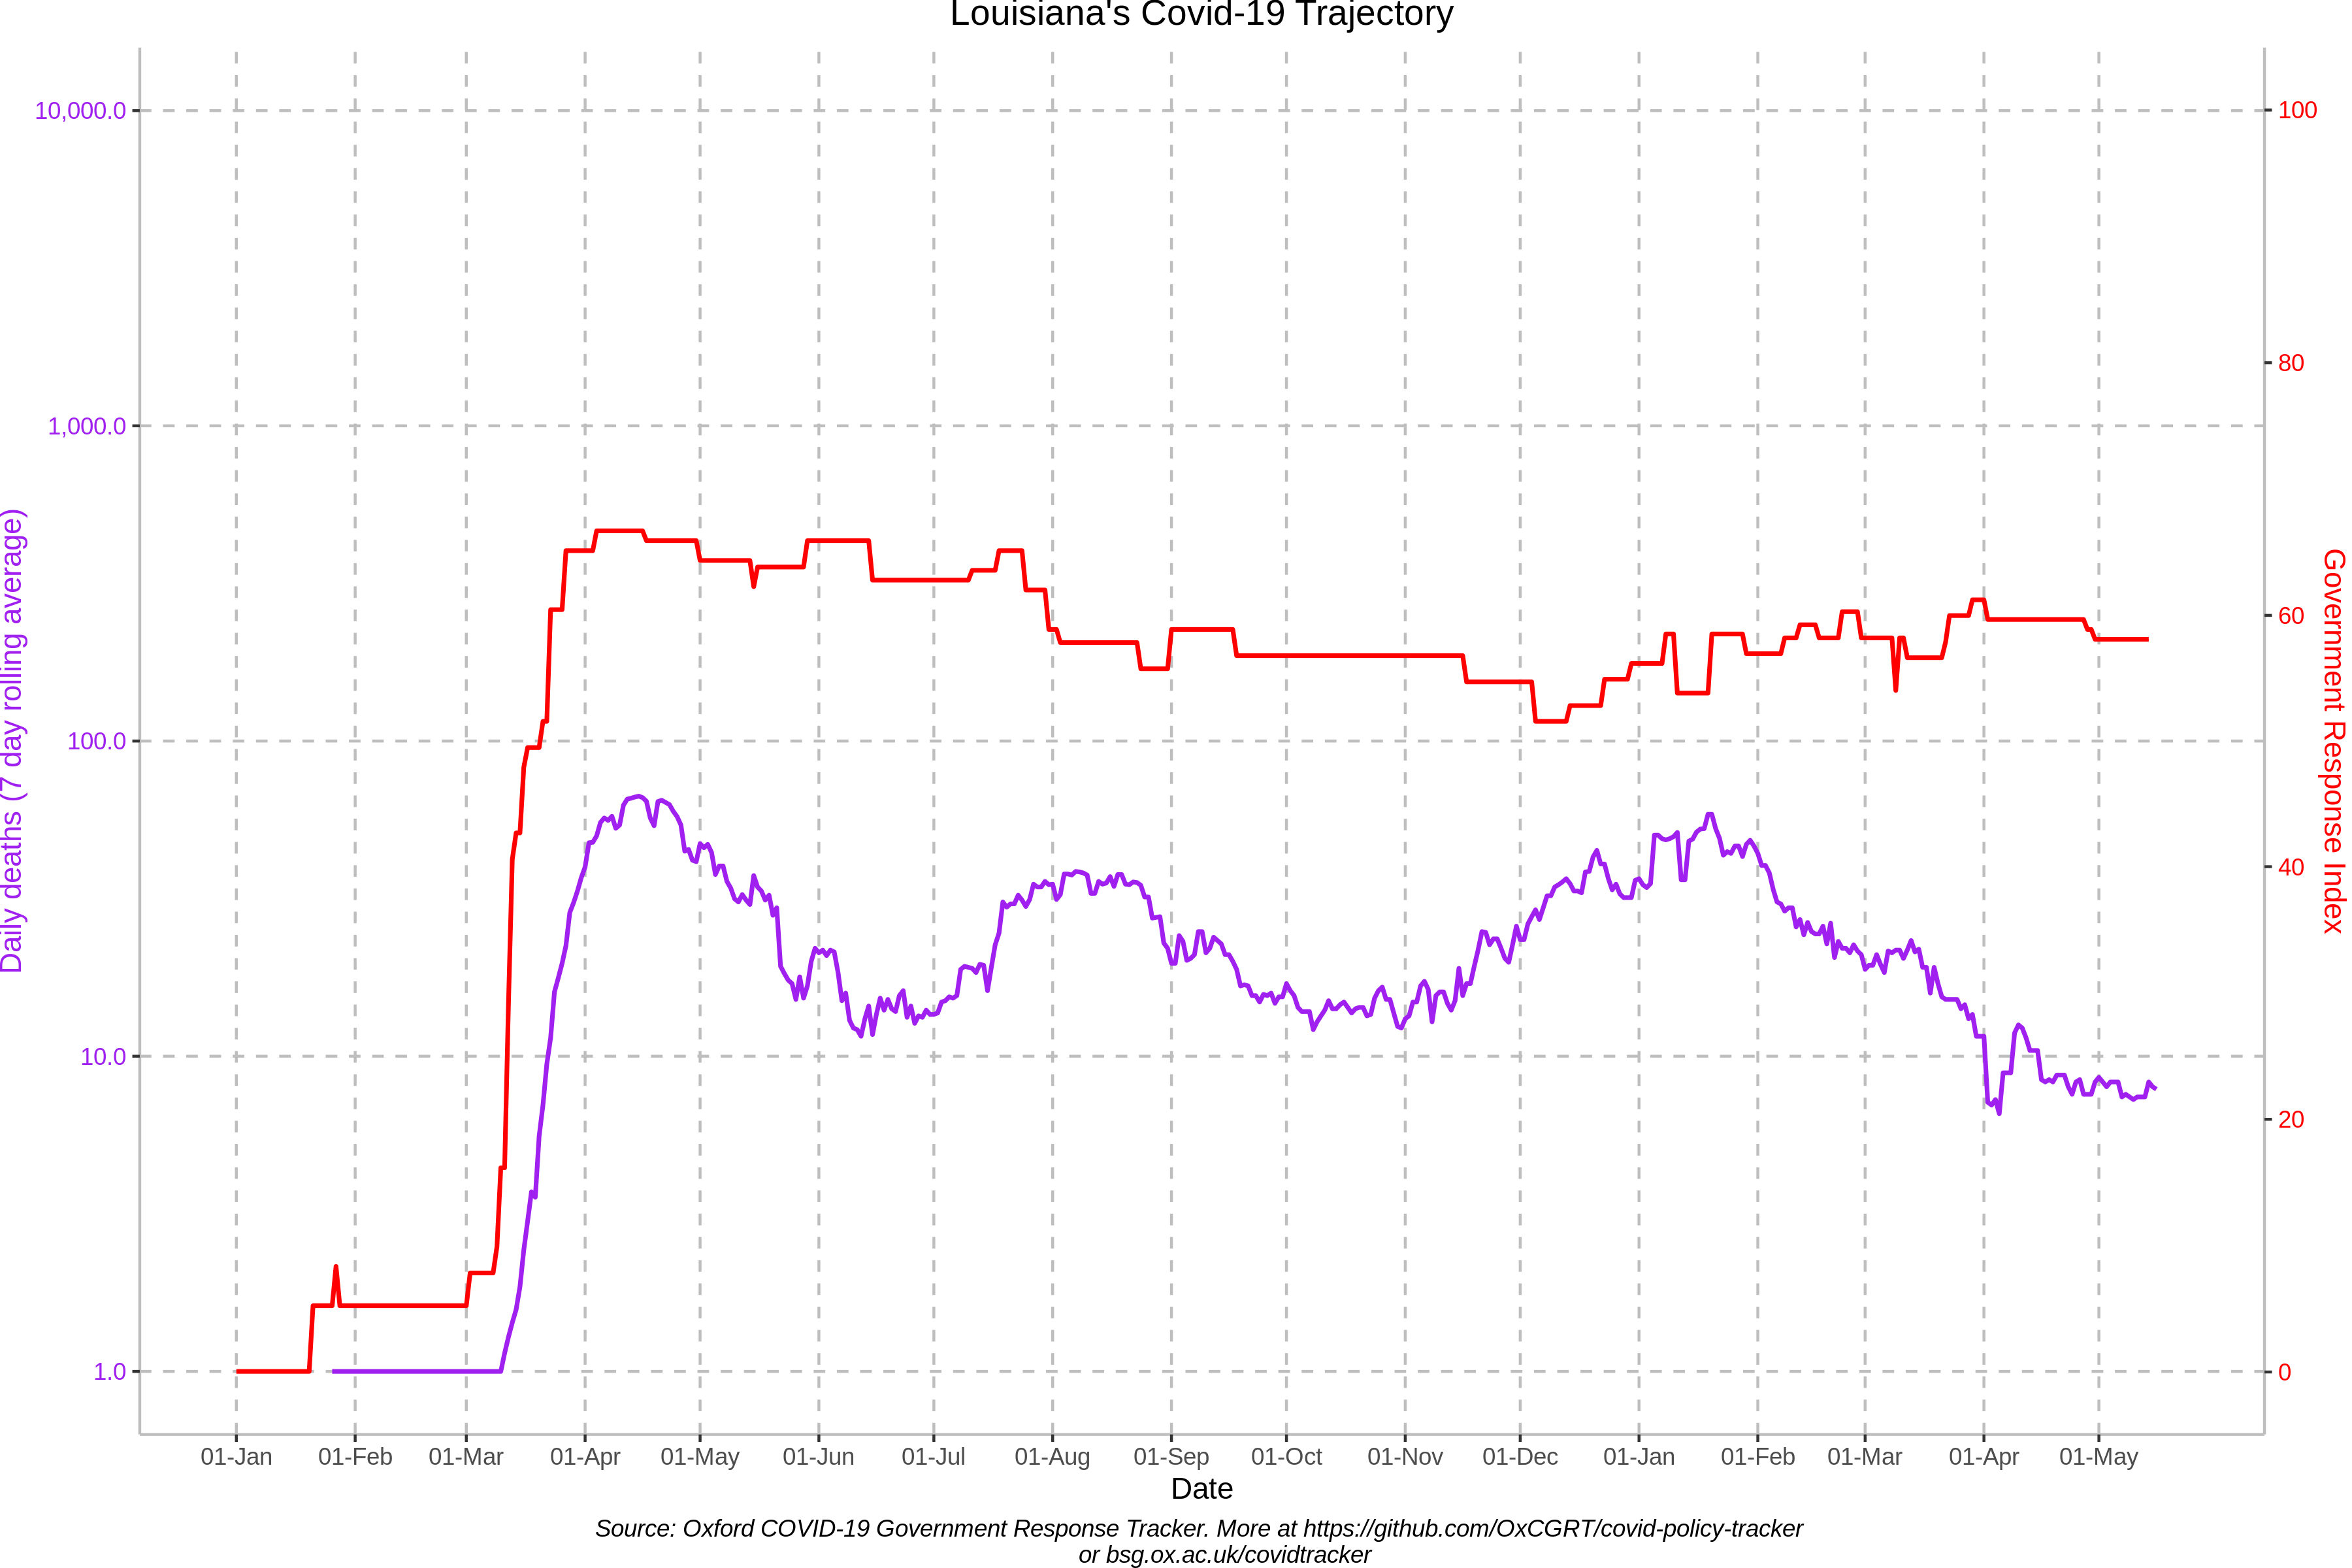 Louisiana's Covid-19 Trajectory
10,000.0
1,000.0
100.0
10.0
1.0
Daily deaths (7 day rolling average)
100
80
60
40
20
0
Government Response Index
01-Jan 01-Feb 01-Mar 01-Apr 01-May 01-Jun 01-Jul 01-Aug 01-Sep 01-Oct 01-Nov 01-Dec 01-Jan 01-Feb 01-Mar 01-Apr 01-May
Date
Source: Oxford COVID-19 Government Response Tracker. More at https://github.com/OxCGRT/covid-policy-tracker
or bsg.ox.ac.uk/covidtracker